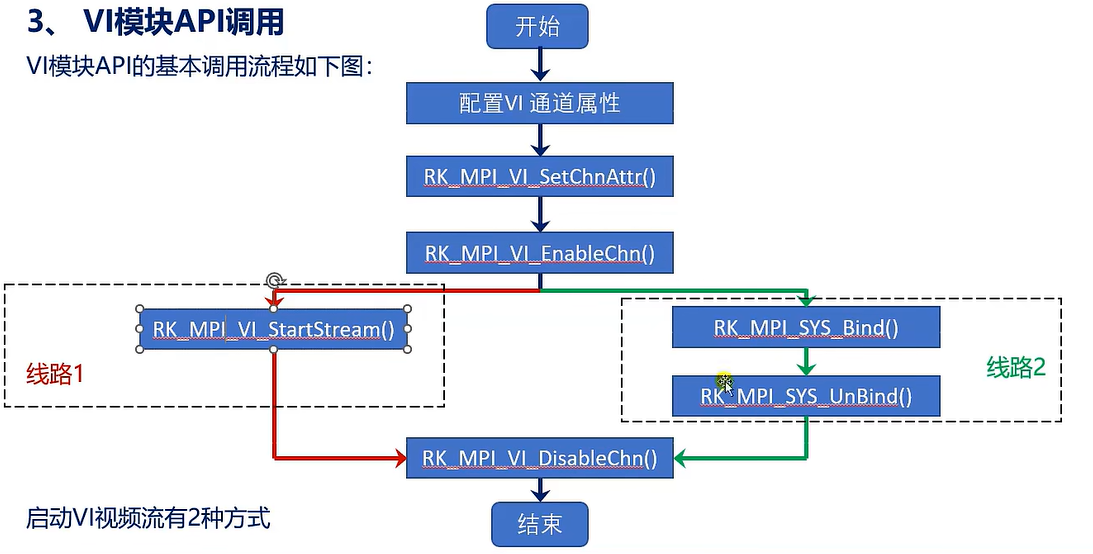 3、 VI模块API调用
VI模块API的基本调用流程如下图：
开始
配置VI 通道属性
RK_MPI_VI_SetChnAttr()
RK_MPI_VI_EnableChn()
RK_MPI_VI_StartStream()
线路1
RK_MPI_SYS_Bind()
RK_MPI_SYS_UnBind()
线路2
RK_MPI_VI_DisableChn()
结束
启动VI视频流有2种方式